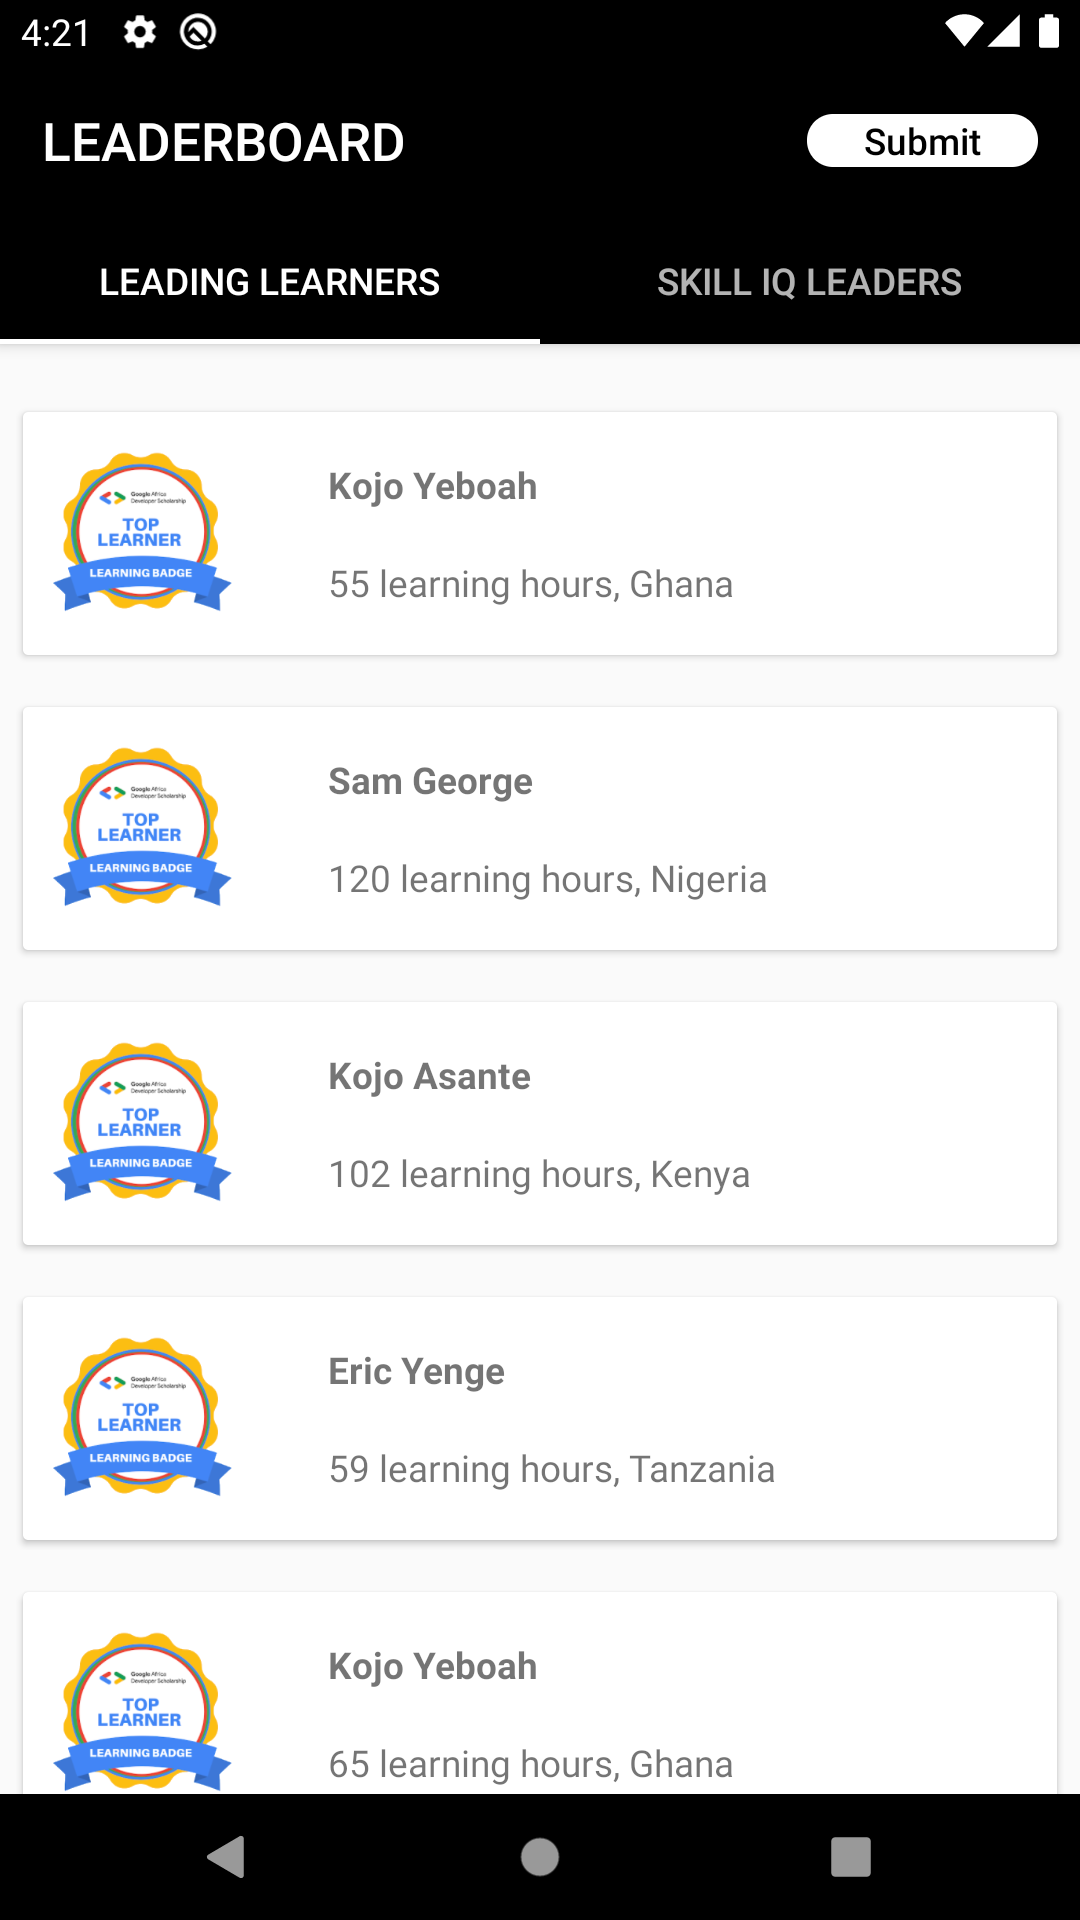 4:21
LEADERBOARD
Submit
LEADING LEARNERS
SKILL IQ LEADERS
Google Africa
Developer Scholarship
TOP
LEARNER
LEARNING BADGE
Kojo Yeboah
55 learning hours, Ghana
Google Africa
Developer Scholarship
TOP
LEARNER
LEARNING BADGE
Sam George
120 learning hours, Nigeria
Google Africa
Developer Scholarship
TOP
LEARNER
LEARNING BADGE
Kojo Asante
102 learning hours, Kenya
Google Africa
Developer Scholarship
TOP
LEARNER
LEARNING BADGE
Eric Yenge
59 learning hours, Tanzania
Google Africa
Developer Scholarship
TOP
LEARNER
LEARNING BADGE
Kojo Yeboah
65 learning hours, Ghana